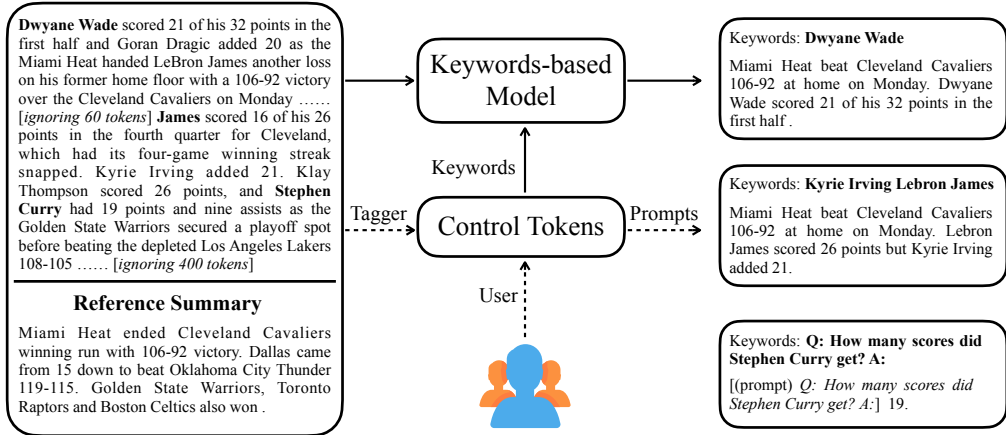 Dwyane Wade scored 21 of his 32 points in the
first half and Goran Dragic added 20 as the
Miami Heat handed LeBron James another loss
on his former home floor with a 106-92 victory
over the Cleveland Cavaliers on Monday ……
[ignoring 60 tokens] James scored 16 of his 26
points in the fourth quarter for Cleveland,
which had its four-game winning streak
snapped. Kyrie Irving added 21. Klay
Thompson scored 26 points, and Stephen
Curry had 19 points and nine assists as the
Golden State Warriors secured a playoff spot
before beating the depleted Los Angeles Lakers
108-105 …… [ignoring 400 tokens]
Reference Summary
Miami Heat ended Cleveland Cavaliers
winning run with 106-92 victory. Dallas came
from 15 down to beat Oklahoma City Thunder
119-115. Golden State Warriors, Toronto
Raptors and Boston Celtics also won .
Keywords-based
Model
Keywords
Tagger
Control Tokens
Prompts
User
Keywords: Dwyane Wade
Miami Heat beat Cleveland Cavaliers
106-92 at home on Monday. Dwyane
Wade scored 21 of his 32 points in the
first half .
Keywords: Kyrie Irving Lebron James
Miami Heat beat Cleveland Cavaliers
106-92 at home on Monday. Lebron
James scored 26 points but Kyrie Irving
added 21.
Keywords: Q: How many scores did
Stephen Curry get? A:
[(prompt) Q: How many scores did
Stephen Curry get? A:] 19.